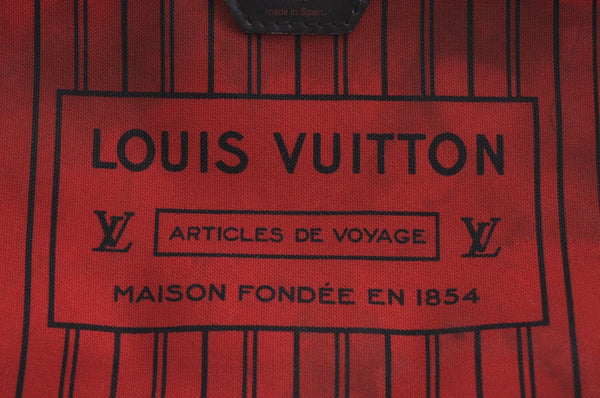 made in Spain
LOUIS VUITTON
LV ARTICLES DE VOYAGE LV
MAISON FONDÉE EN 1854